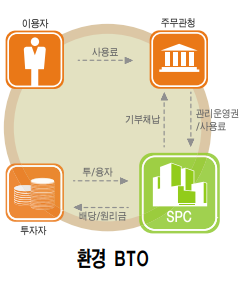 이용자
주무관청
사용료
기부채납
관리운영권
/사용료
투/융자
SPC
배당/원리금
투자자
환경 BTO